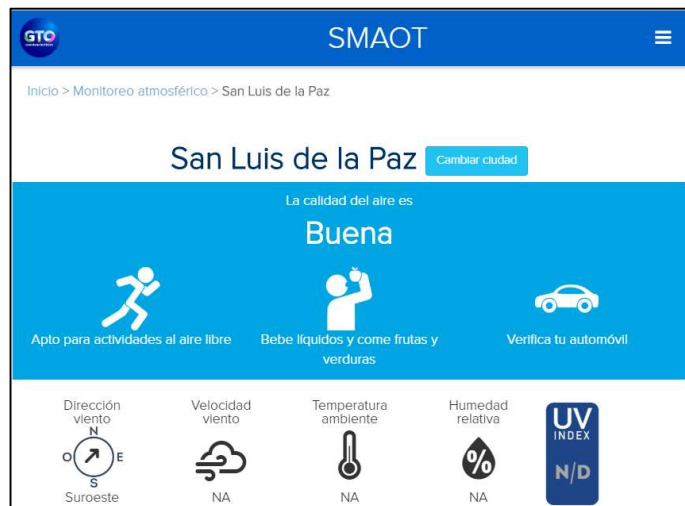 GTO
SMAOT
Inicio > Monitoreo atmosférico > San Luis de la Paz
San Luis de la Paz
Cambiar ciudad
La calidad del aire es
Buena
Apto para actividades al aire libre
Bebe líquidos y come frutas y
verduras
Verifica tu automóvil
Dirección
viento
N
O
E
S
Suroeste
Velocidad
viento
NA
Temperatura
ambiente
NA
Humedad
relativa
%
NA
UV
INDEX
N/D